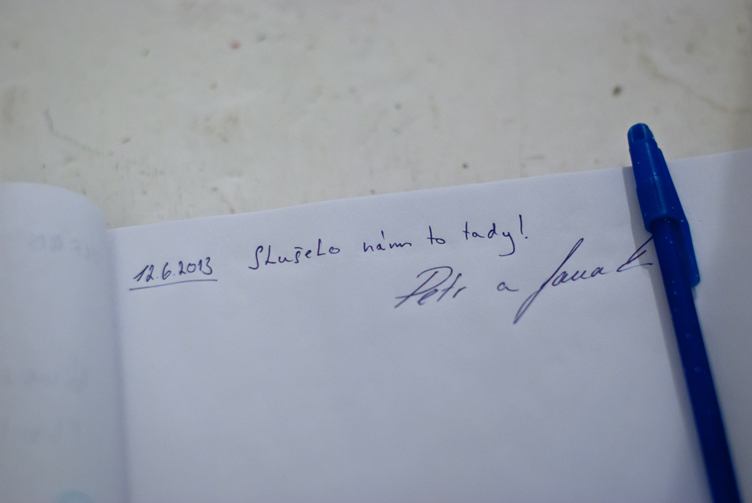 12.6.2013 Slušelo nám to tady!
Petr a Jana K